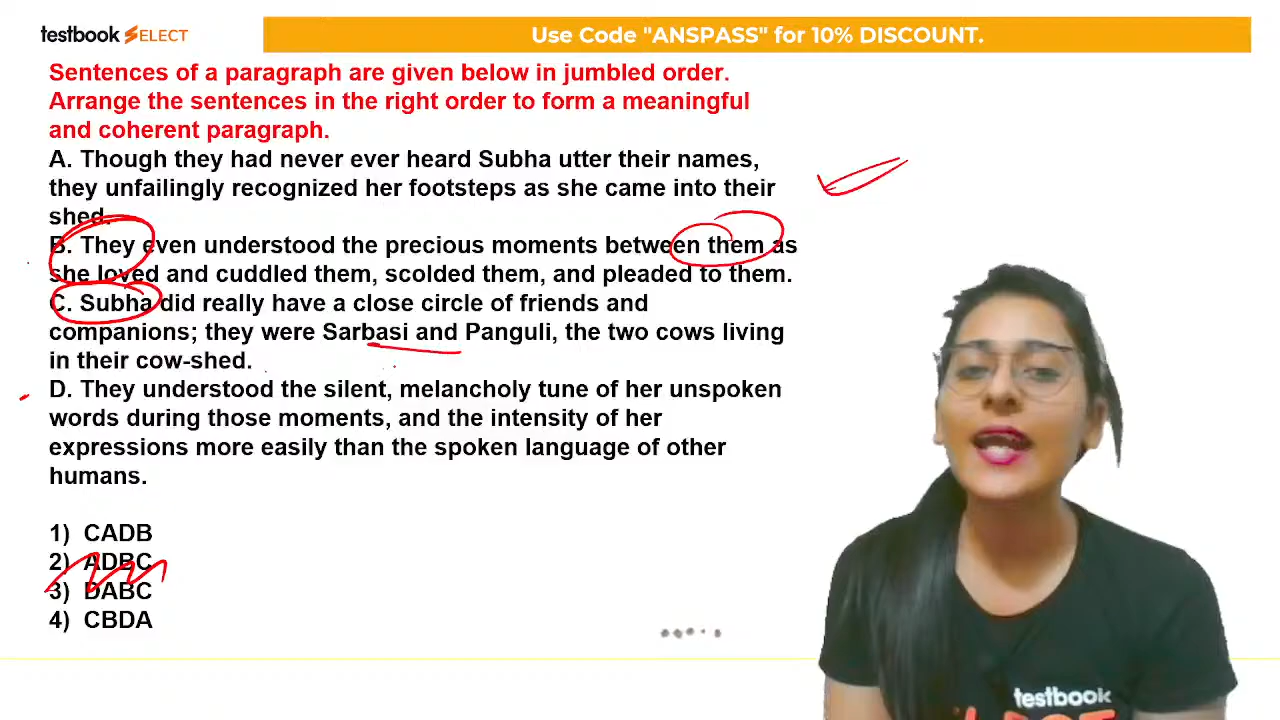 testbook SELECT
Use Code "ANSPASS" for 10% DISCOUNT.
Sentences of a paragraph are given below in jumbled order.
Arrange the sentences in the right order to form a meaningful
and coherent paragraph.
A. Though they had never ever heard Subha utter their names,
they unfailingly recognized her footsteps as she came into their
shed.
B. They even understood the precious moments between them as
she loved and cuddled them, scolded them, and pleaded to them.
C. Subha did really have a close circle of friends and
companions; they were Sarbasi and Panguli, the two cows living
in their cow-shed.
D. They understood the silent, melancholy tune of her unspoken
words during those moments, and the intensity of her
expressions more easily than the spoken language of other
humans.
1) CADB
2) ADBC
3) DABC
4) CBDA
testbook